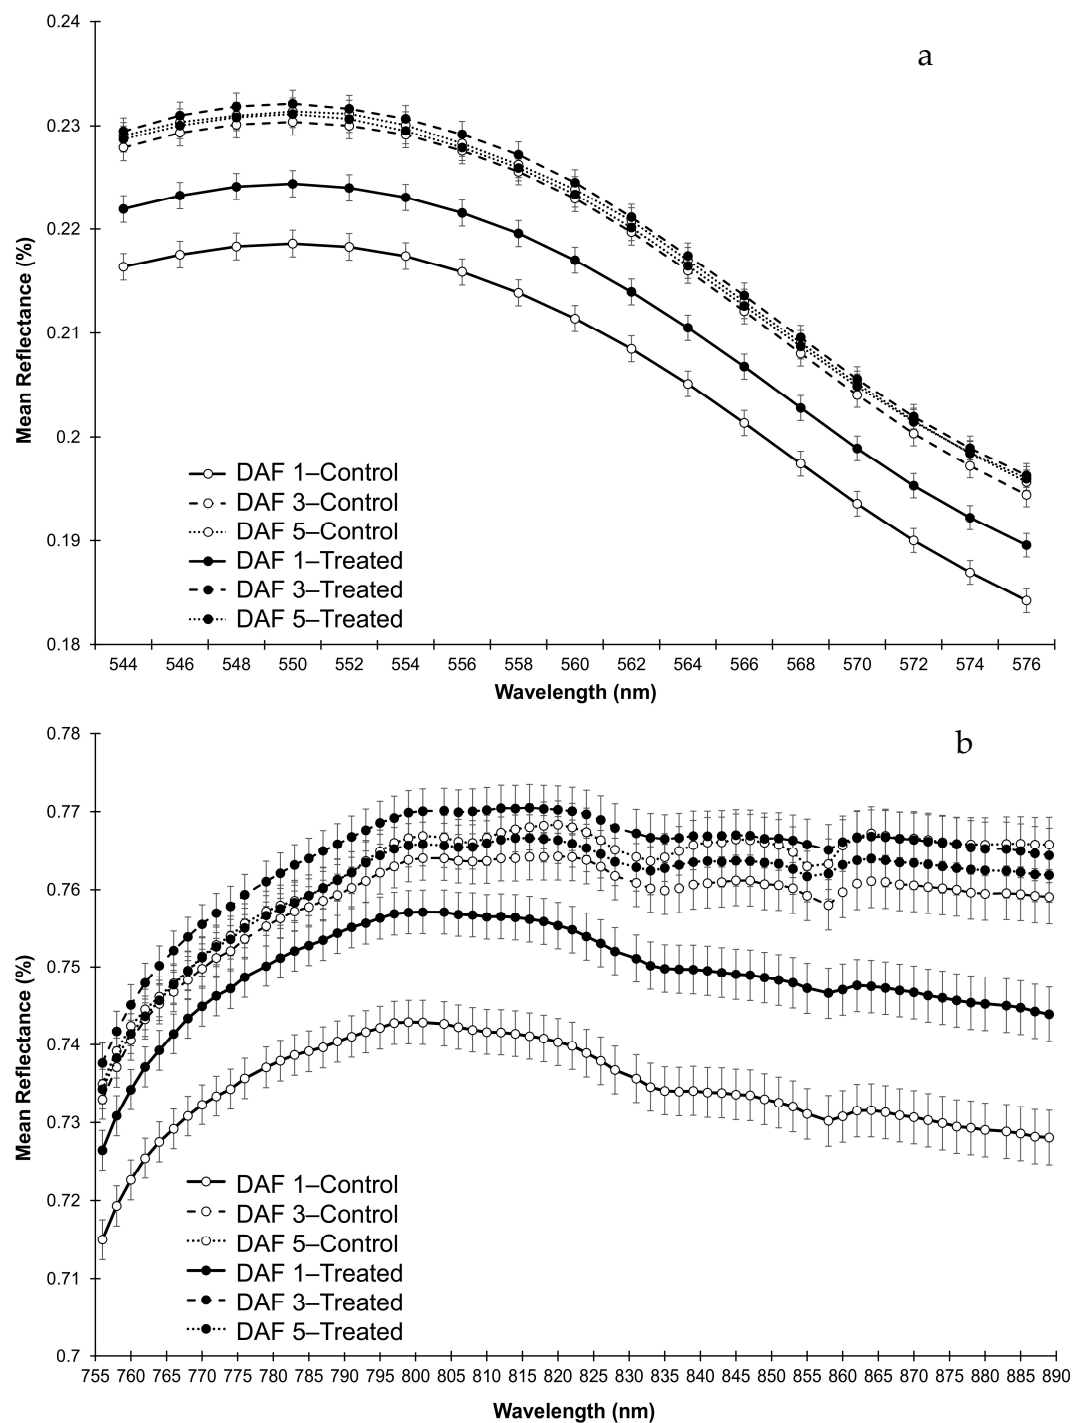 a
0.24
0.23
0.22
0.21
0.2
0.19
0.18
Mean Reflectance (%)
DAF 1–Control
DAF 3–Control
DAF 5–Control
DAF 1–Treated
DAF 3–Treated
DAF 5–Treated
544 546 548 550 552 554 556 558 560 562 564 566 568 570 572 574 576
Wavelength (nm)
b
0.78
0.77
0.76
0.75
0.74
0.73
0.72
0.71
0.7
Mean Reflectance (%)
DAF 1–Control
DAF 3–Control
DAF 5–Control
DAF 1–Treated
DAF 3–Treated
DAF 5–Treated
755 760 765 770 775 780 785 790 795 800 805 810 815 820 825 830 835 840 845 850 855 860 865 870 875 880 885 890
Wavelength (nm)